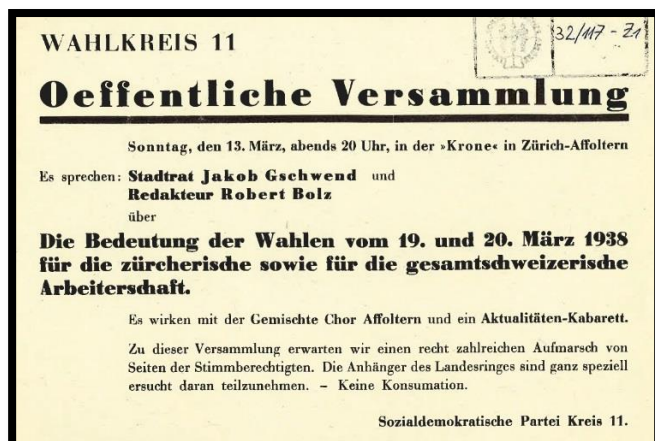 WAHLKREIS 11
32/117 - Z1
Oeffentliche Versammlung
Sonntag, den 13. März, abends 20 Uhr, in der »Krone« in Zürich-Affoltern
Es sprechen: Stadtrat Jakob Gschwend und
Redakteur Robert Bolz
über
Die Bedeutung der Wahlen vom 19. und 20. März 1938
für die zürcherische sowie für die gesamtschweizerische
Arbeiterschaft.
Es wirken mit der Gemischte Chor Affoltern und ein Aktualitäten-Kabarett.
Zu dieser Versammlung erwarten wir einen recht zahlreichen Aufmarsch von
Seiten der Stimmberechtigten. Die Anhänger des Landesringes sind ganz speziell
ersucht daran teilzunehmen. – Keine Konsumation.
Sozialdemokratische Partei Kreis 11.